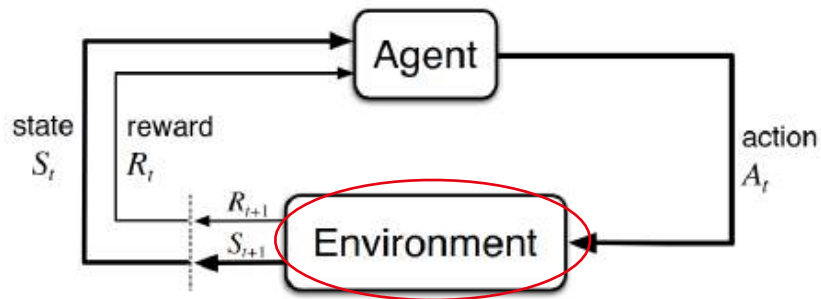 Agent
state
S_t
reward
R_t
action
A_t
R_{t+1}
S_{t+1}
Environment